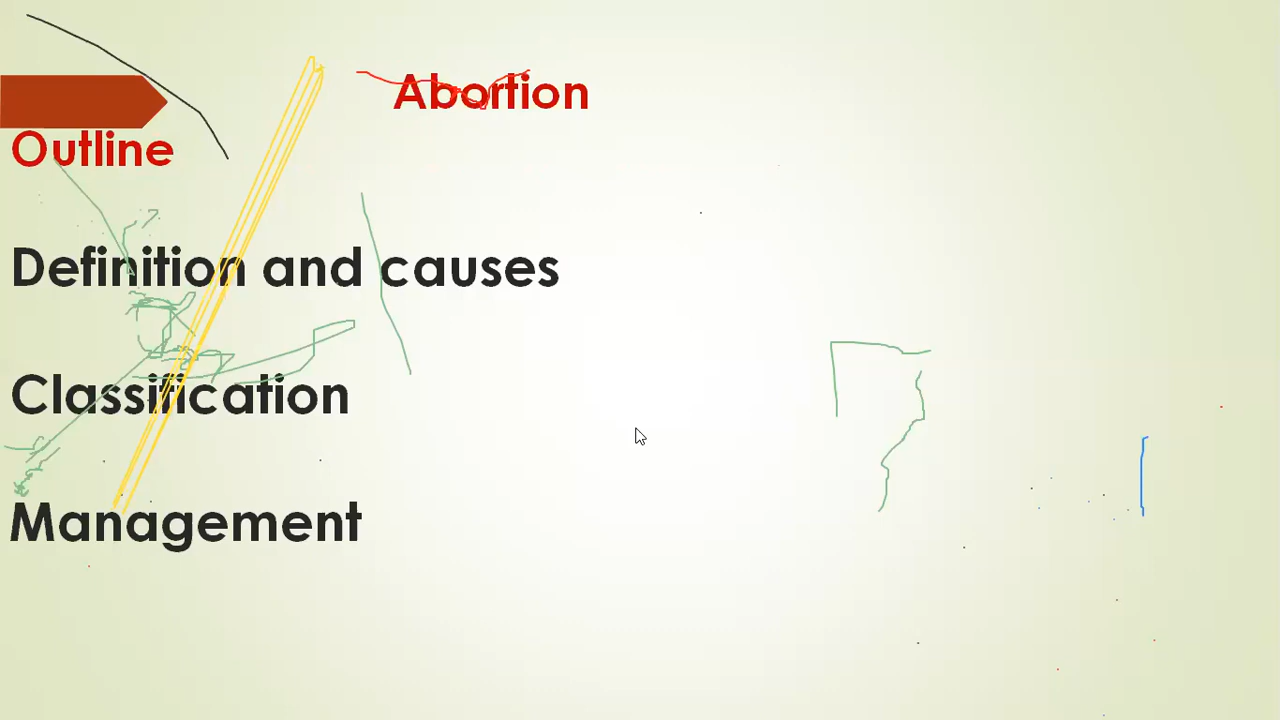 Abortion
Outline
Definition and causes
Classification
Management